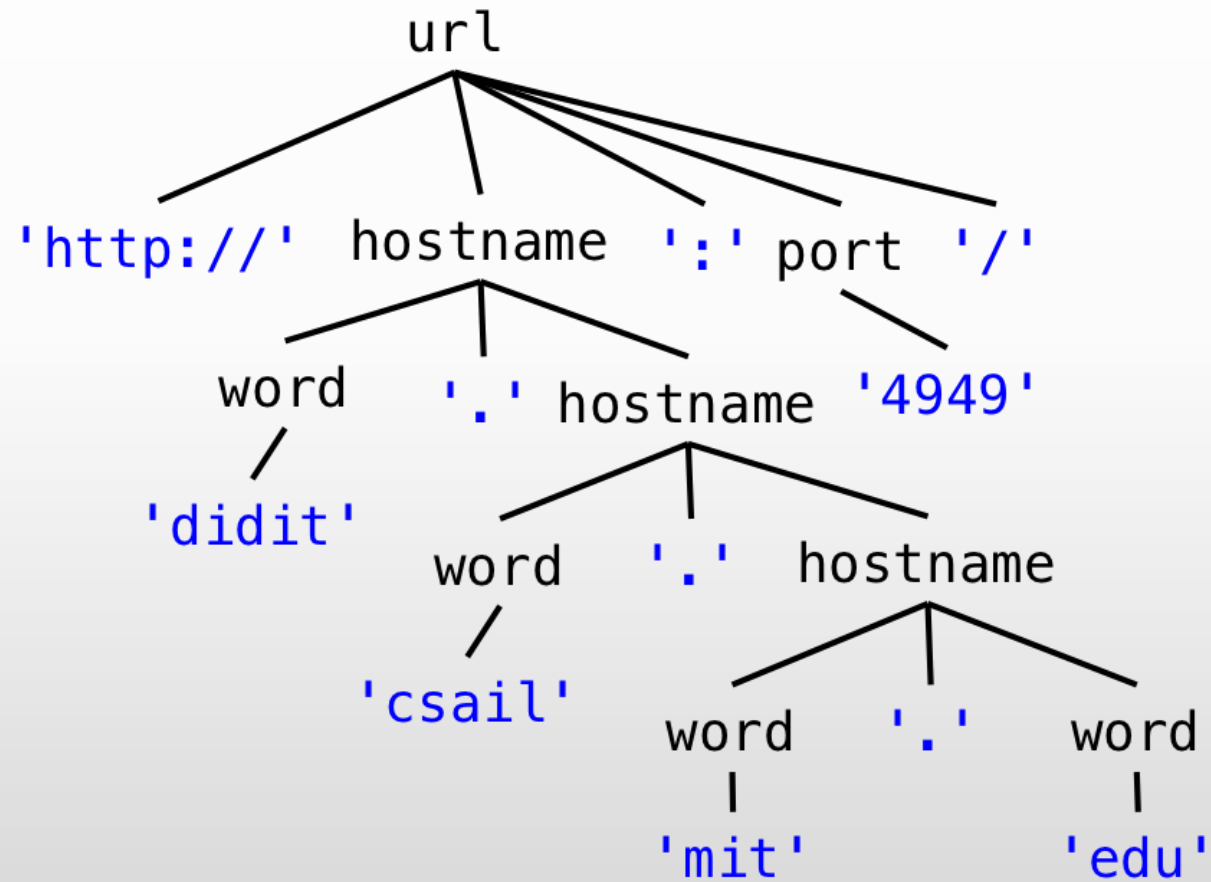 url
'http://' hostname ':' port '/'
word '.' hostname '4949'
'didit'
word '.' hostname
'csail'
word '.' word
'mit' 'edu'